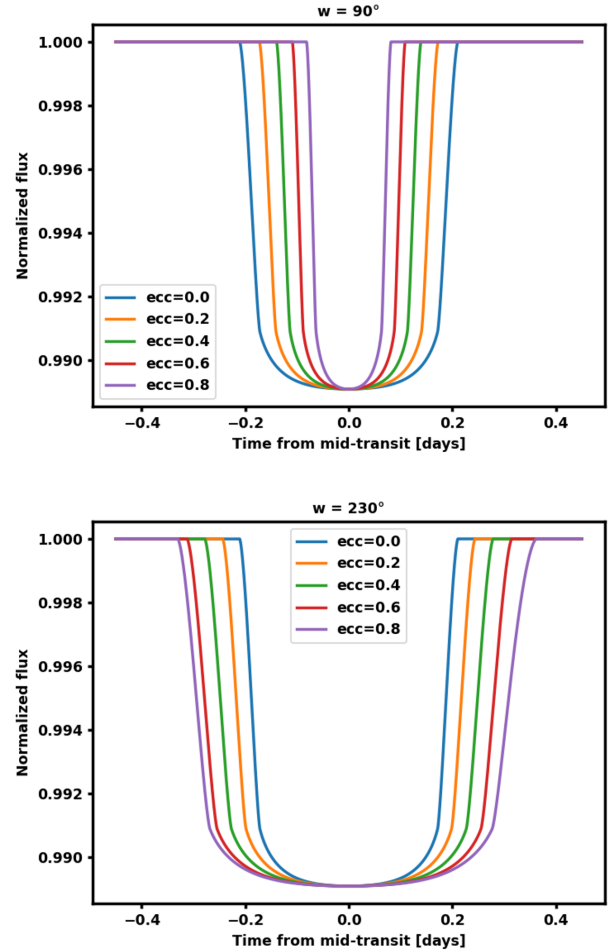 w = 90°
1.000
0.998
0.996
0.994
0.992
0.990
Normalized flux
ecc=0.0
ecc=0.2
ecc=0.4
ecc=0.6
ecc=0.8
−0.4 −0.2 0.0 0.2 0.4
Time from mid-transit [days]
w = 230°
1.000
0.998
0.996
0.994
0.992
0.990
Normalized flux
ecc=0.0
ecc=0.2
ecc=0.4
ecc=0.6
ecc=0.8
−0.4 −0.2 0.0 0.2 0.4
Time from mid-transit [days]